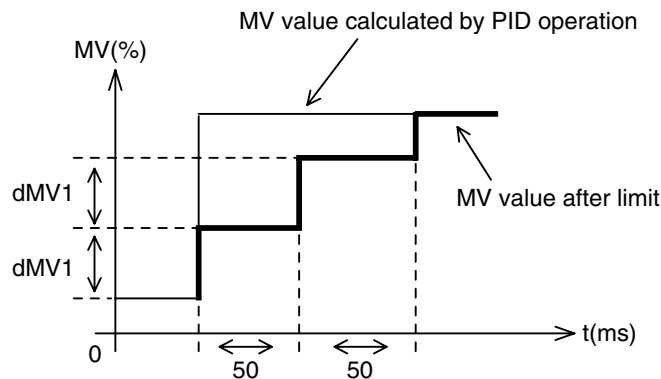 MV value calculated by PID operation
MV(%)
dMV1
MV value after limit
dMV1
t(ms)
0
50
50